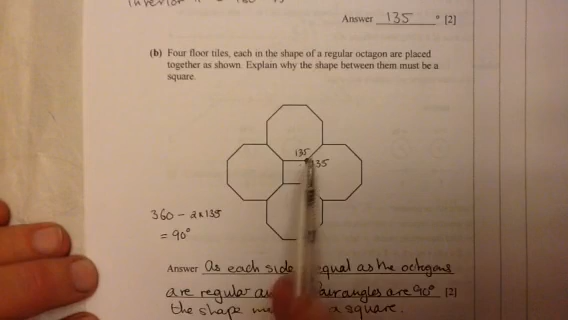 Interior
Answer 135 ° [2]
(b) Four floor tiles, each in the shape of a regular octagon are placed
together as shown. Explain why the shape between them must be a
square.
135
135
360 - 2x135
= 90°
Answer As each side equal as the octagons
are regular angles are 90° [2]
the shape a square.